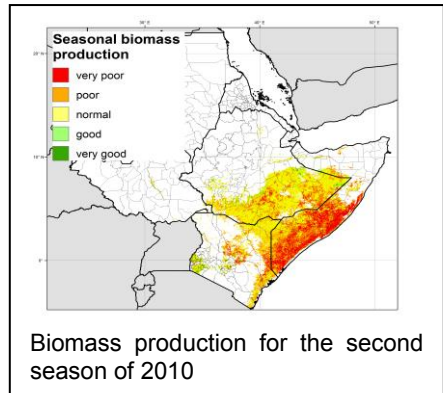 Seasonal biomass
production
very poor
poor
normal
good
very good
Biomass production for the second
season of 2010